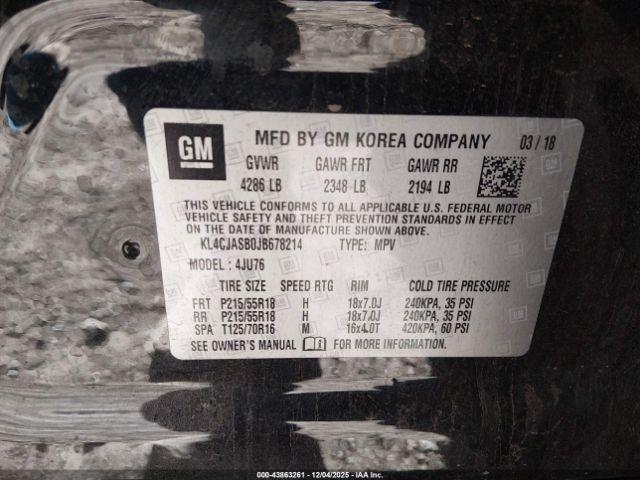 GM MFD BY GM KOREA COMPANY 03 / 18
GVWR GAWR FRT GAWR RR
4286 LB 2348 LB 2194 LB
THIS VEHICLE CONFORMS TO ALL APPLICABLE U.S. FEDERAL MOTOR
VEHICLE SAFETY AND THEFT PREVENTION STANDARDS IN EFFECT
ON THE DATE OF MANUFACTURE SHOWN ABOVE.
KL4CJASB0JB678214 TYPE: MPV
MODEL: 4JU76
TIRE SIZE SPEED RTG RIM COLD TIRE PRESSURE
FRT P215/55R18 H 18x7.0J 240KPA, 35 PSI
RR P215/55R18 H 18x7.0J 240KPA, 35 PSI
SPA T125/70R16 M 16x4.0T 420KPA, 60 PSI
SEE OWNER'S MANUAL FOR MORE INFORMATION.
000-43863261 - 12/04/2025 - IAA Inc.